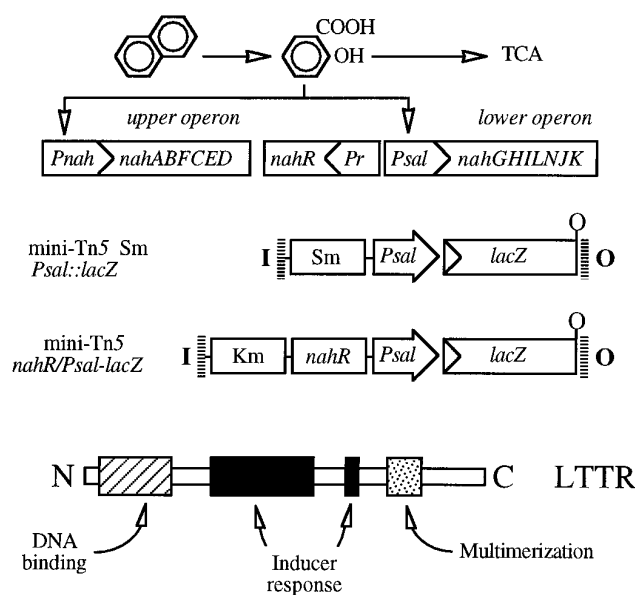 COOH
OH
TCA
upper operon
lower operon
Pnah nahABFCED nahR Pr Psal nahGHILNJK
mini-Tn5 Sm
Psal::lacZ
I Sm Psal lacZ O
mini-Tn5
nahR/Psal-lacZ
I Km nahR Psal lacZ O
N C LTTR
DNA
binding
Inducer
response
Multimerization